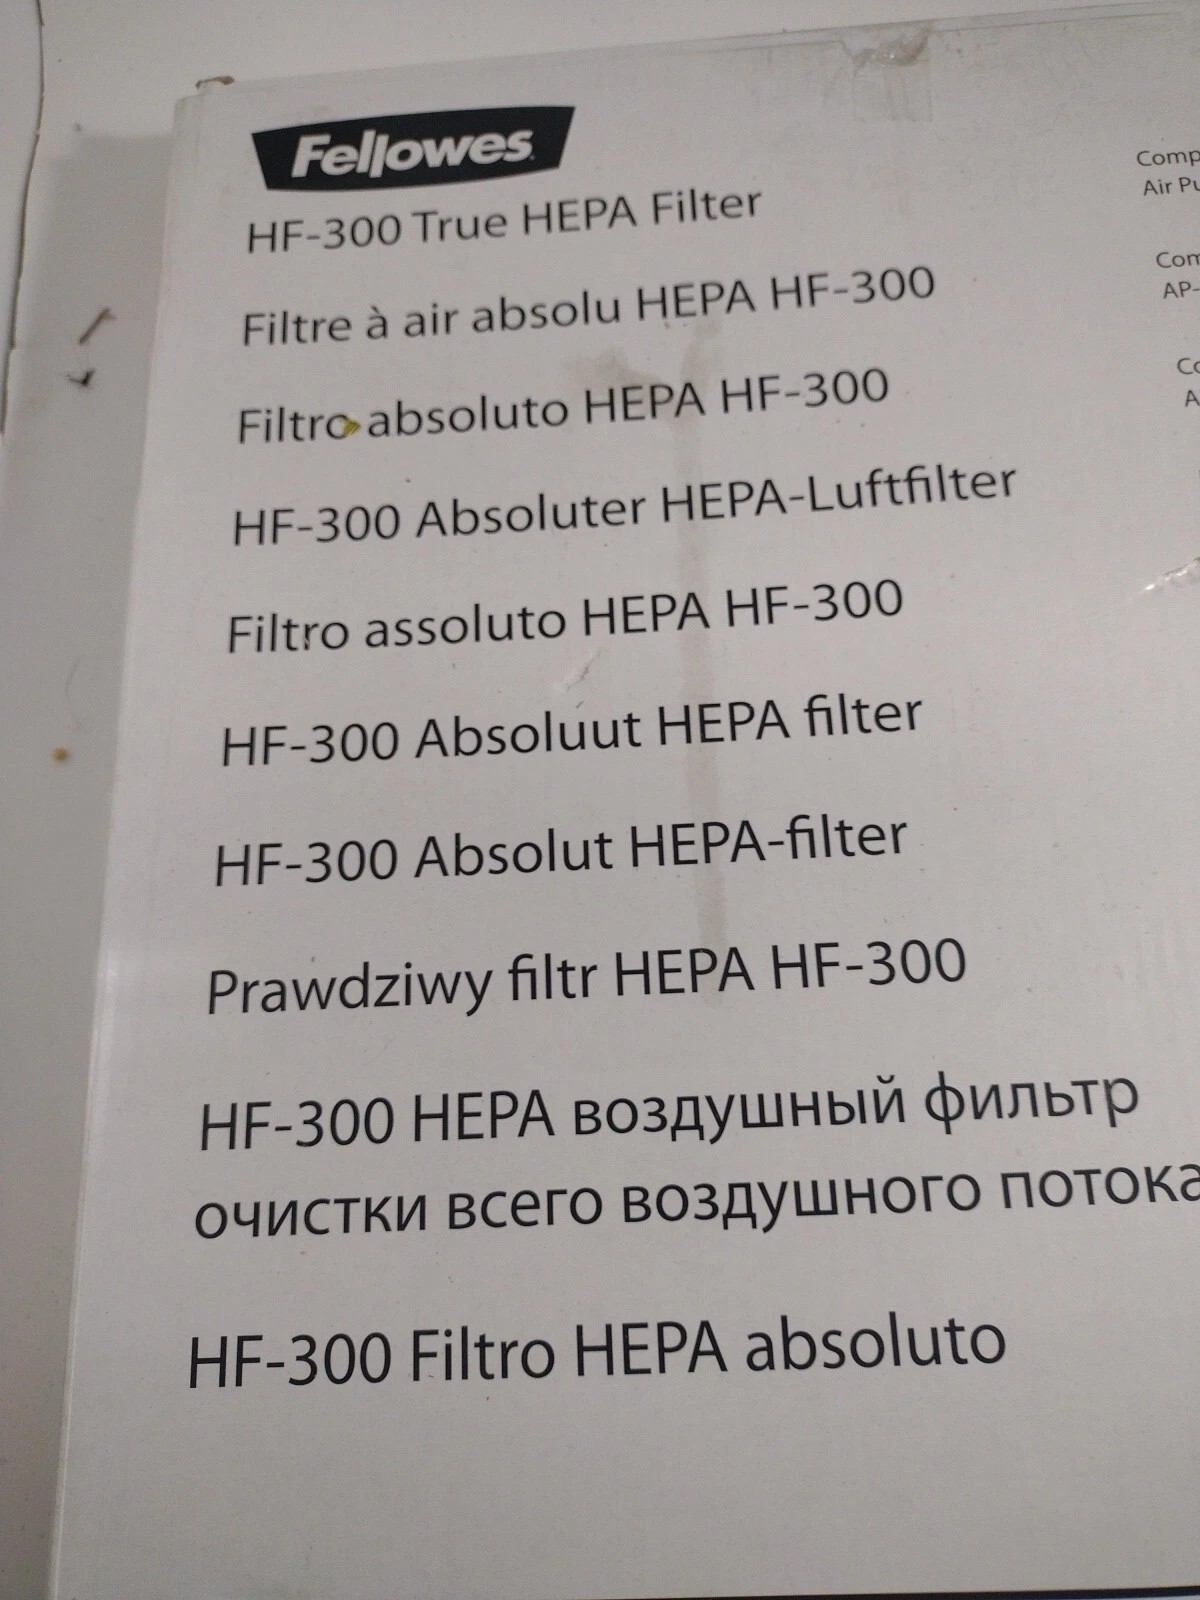 Fellowes
HF-300 True HEPA Filter
Filtre à air absolu HEPA HF-300
Filtro absoluto HEPA HF-300
HF-300 Absoluter HEPA-Luftfilter
Filtro assoluto HEPA HF-300
HF-300 Absoluut HEPA filter
HF-300 Absolut HEPA-filter
Prawdziwy filtr HEPA HF-300
HF-300 HEPA воздушный фильтр
очистки всего воздушного потока
HF-300 Filtro HEPA absoluto
Air
AP-